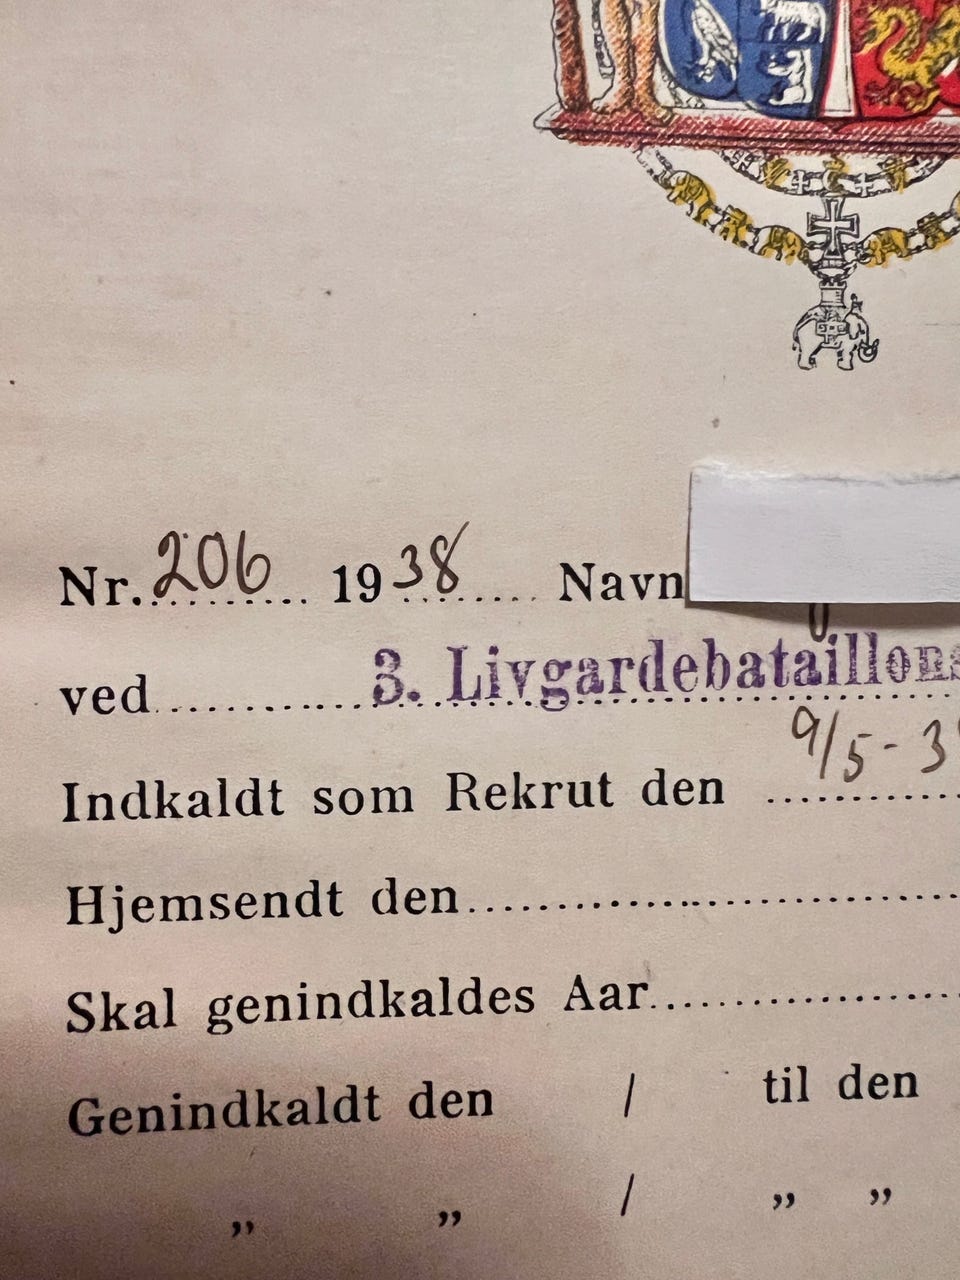 Nr. 206 1938 Navn
ved 3. Livgardebataillons
Indkaldt som Rekrut den 9/5-3
Hjemsendt den
Skal genindkaldes Aar
Genindkaldt den / til den
„ „ / „ „